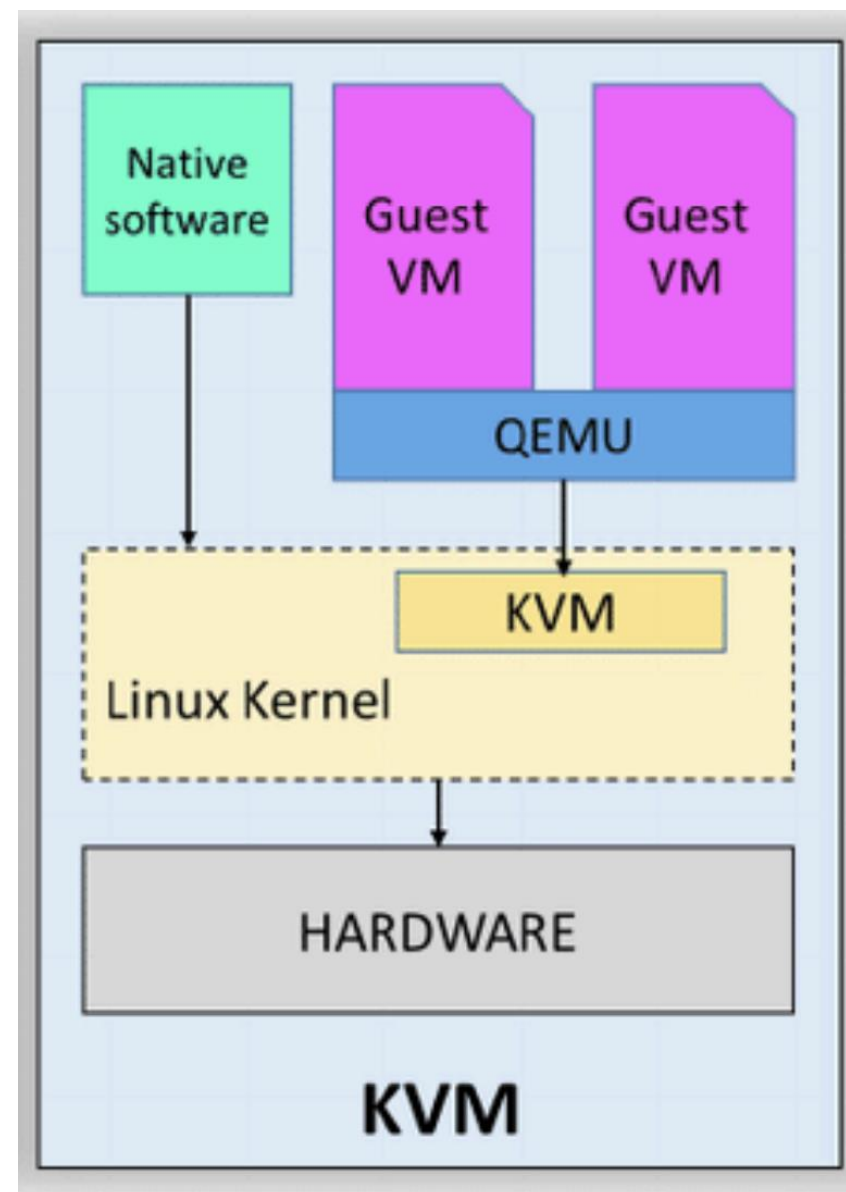 Native
software
Guest
VM
Guest
VM
QEMU
KVM
Linux Kernel
HARDWARE
KVM